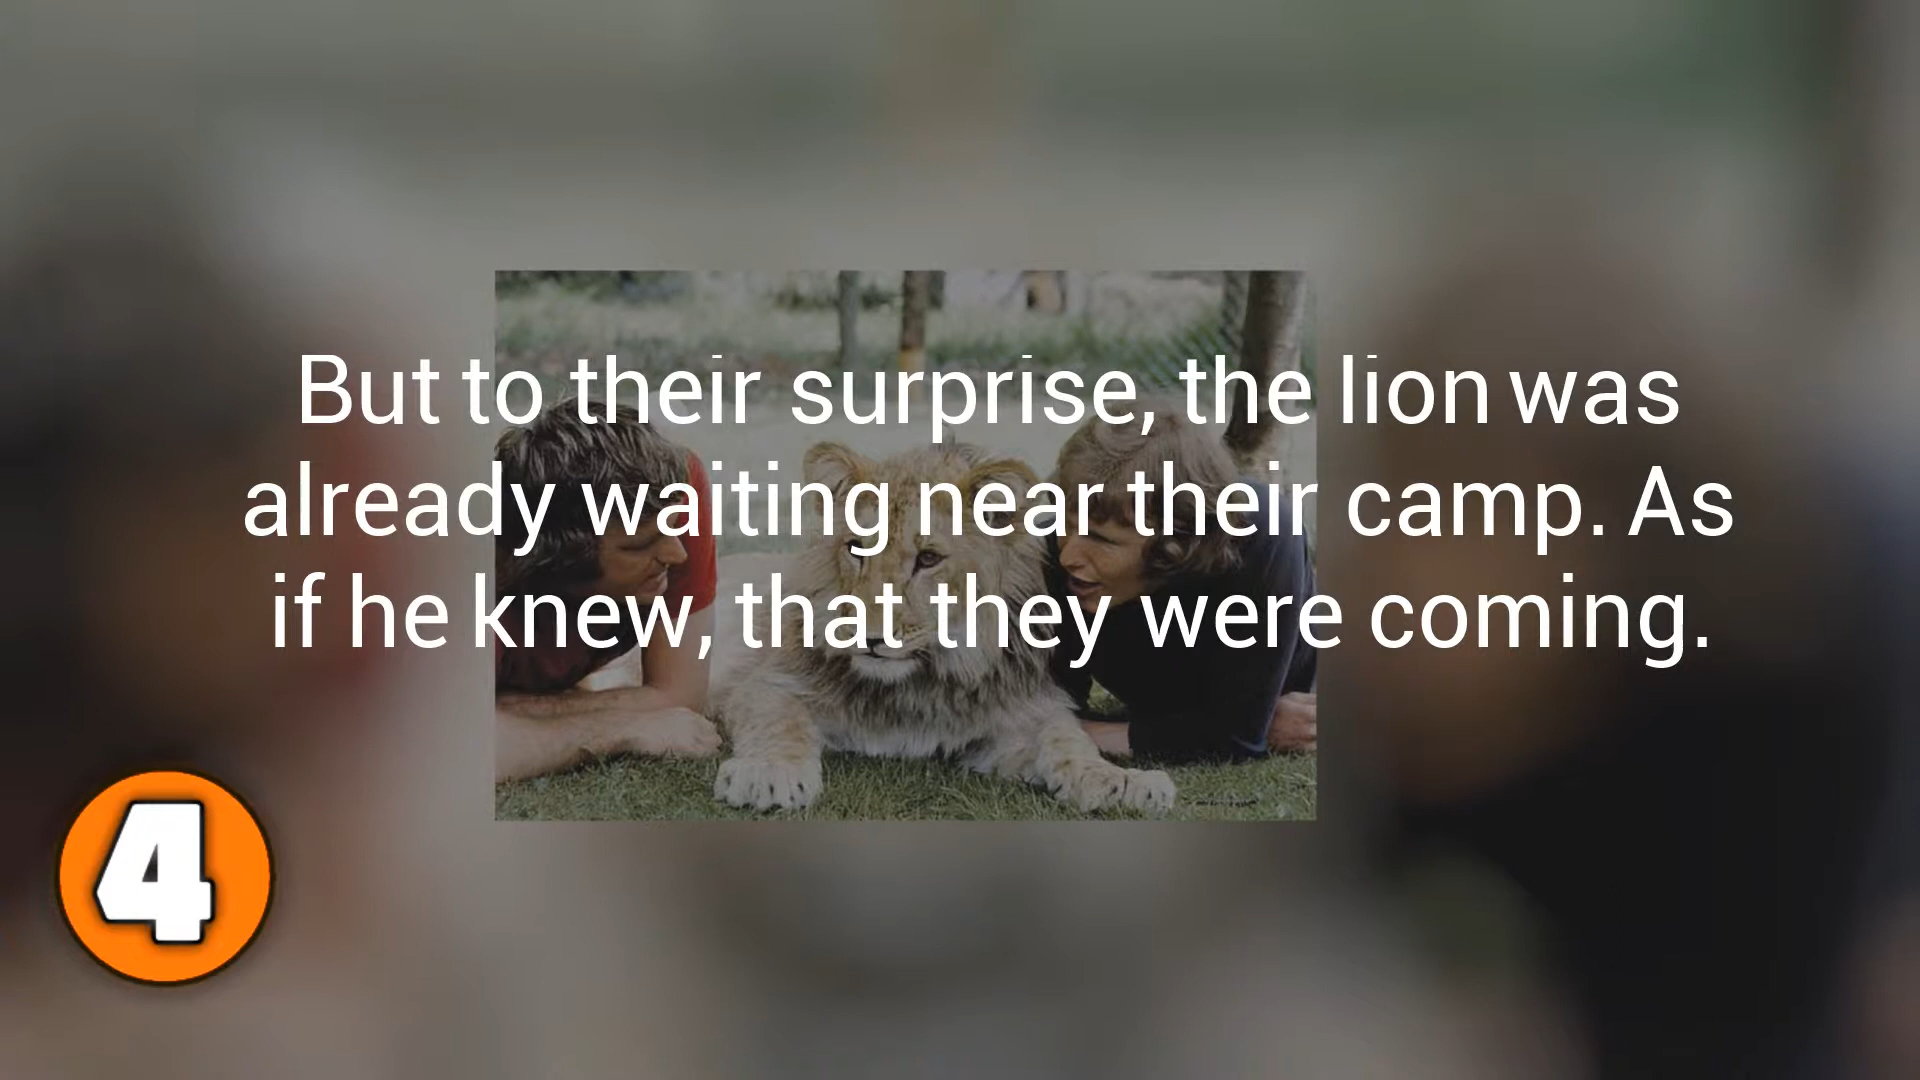 But to their surprise, the lion was
already waiting near their camp. As
if he knew, that they were coming.
4